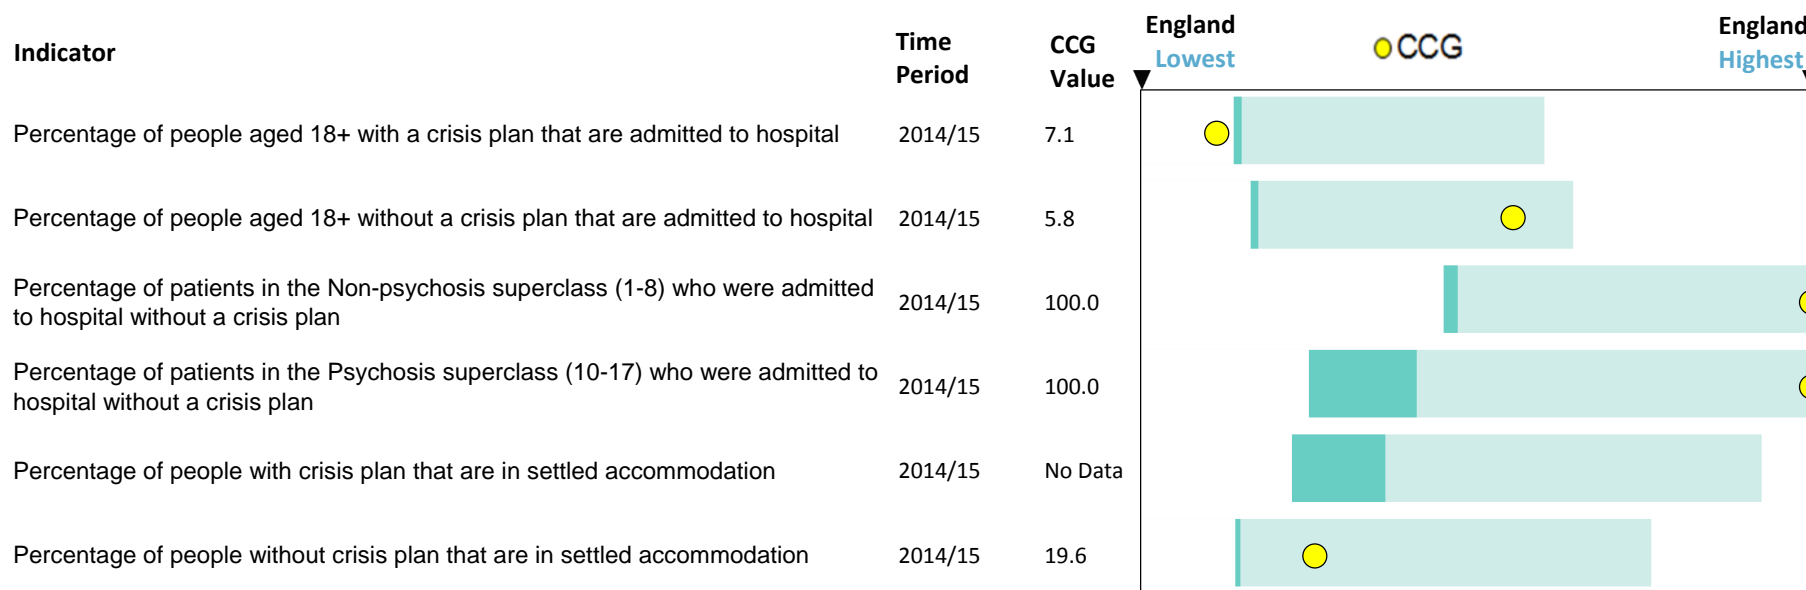 Indicator
Time
Period
CCG
Value
England
Lowest
CCG
England
Highest
Percentage of people aged 18+ with a crisis plan that are admitted to hospital 2014/15 7.1
Percentage of people aged 18+ without a crisis plan that are admitted to hospital 2014/15 5.8
Percentage of patients in the Non-psychosis superclass (1-8) who were admitted
to hospital without a crisis plan
2014/15 100.0
Percentage of patients in the Psychosis superclass (10-17) who were admitted to
hospital without a crisis plan
2014/15 100.0
Percentage of people with crisis plan that are in settled accommodation 2014/15 No Data
Percentage of people without crisis plan that are in settled accommodation 2014/15 19.6